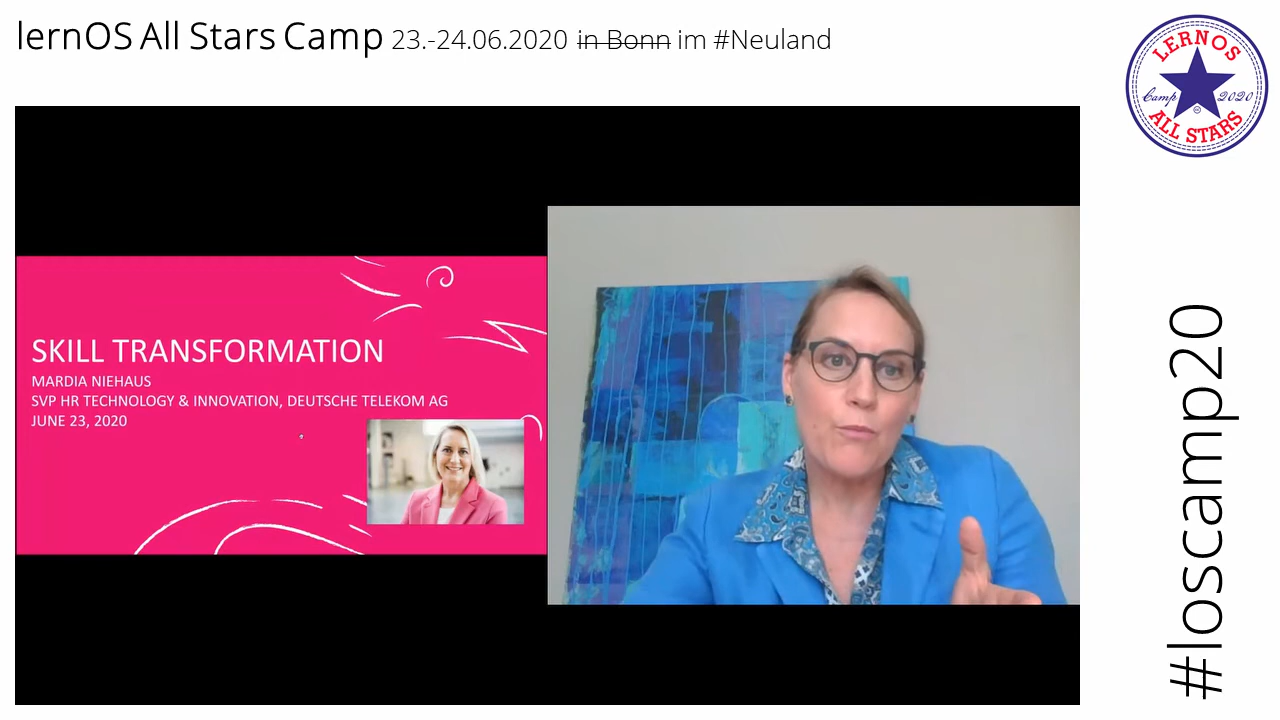 lernOS All Stars Camp 23.-24.06.2020 in Bonn im #Neuland
LERNOS
Camp 2020
ALL STARS
SKILL TRANSFORMATION
MARDIA NIEHAUS
SVP HR TECHNOLOGY & INNOVATION, DEUTSCHE TELEKOM AG
JUNE 23, 2020
#loscamp20